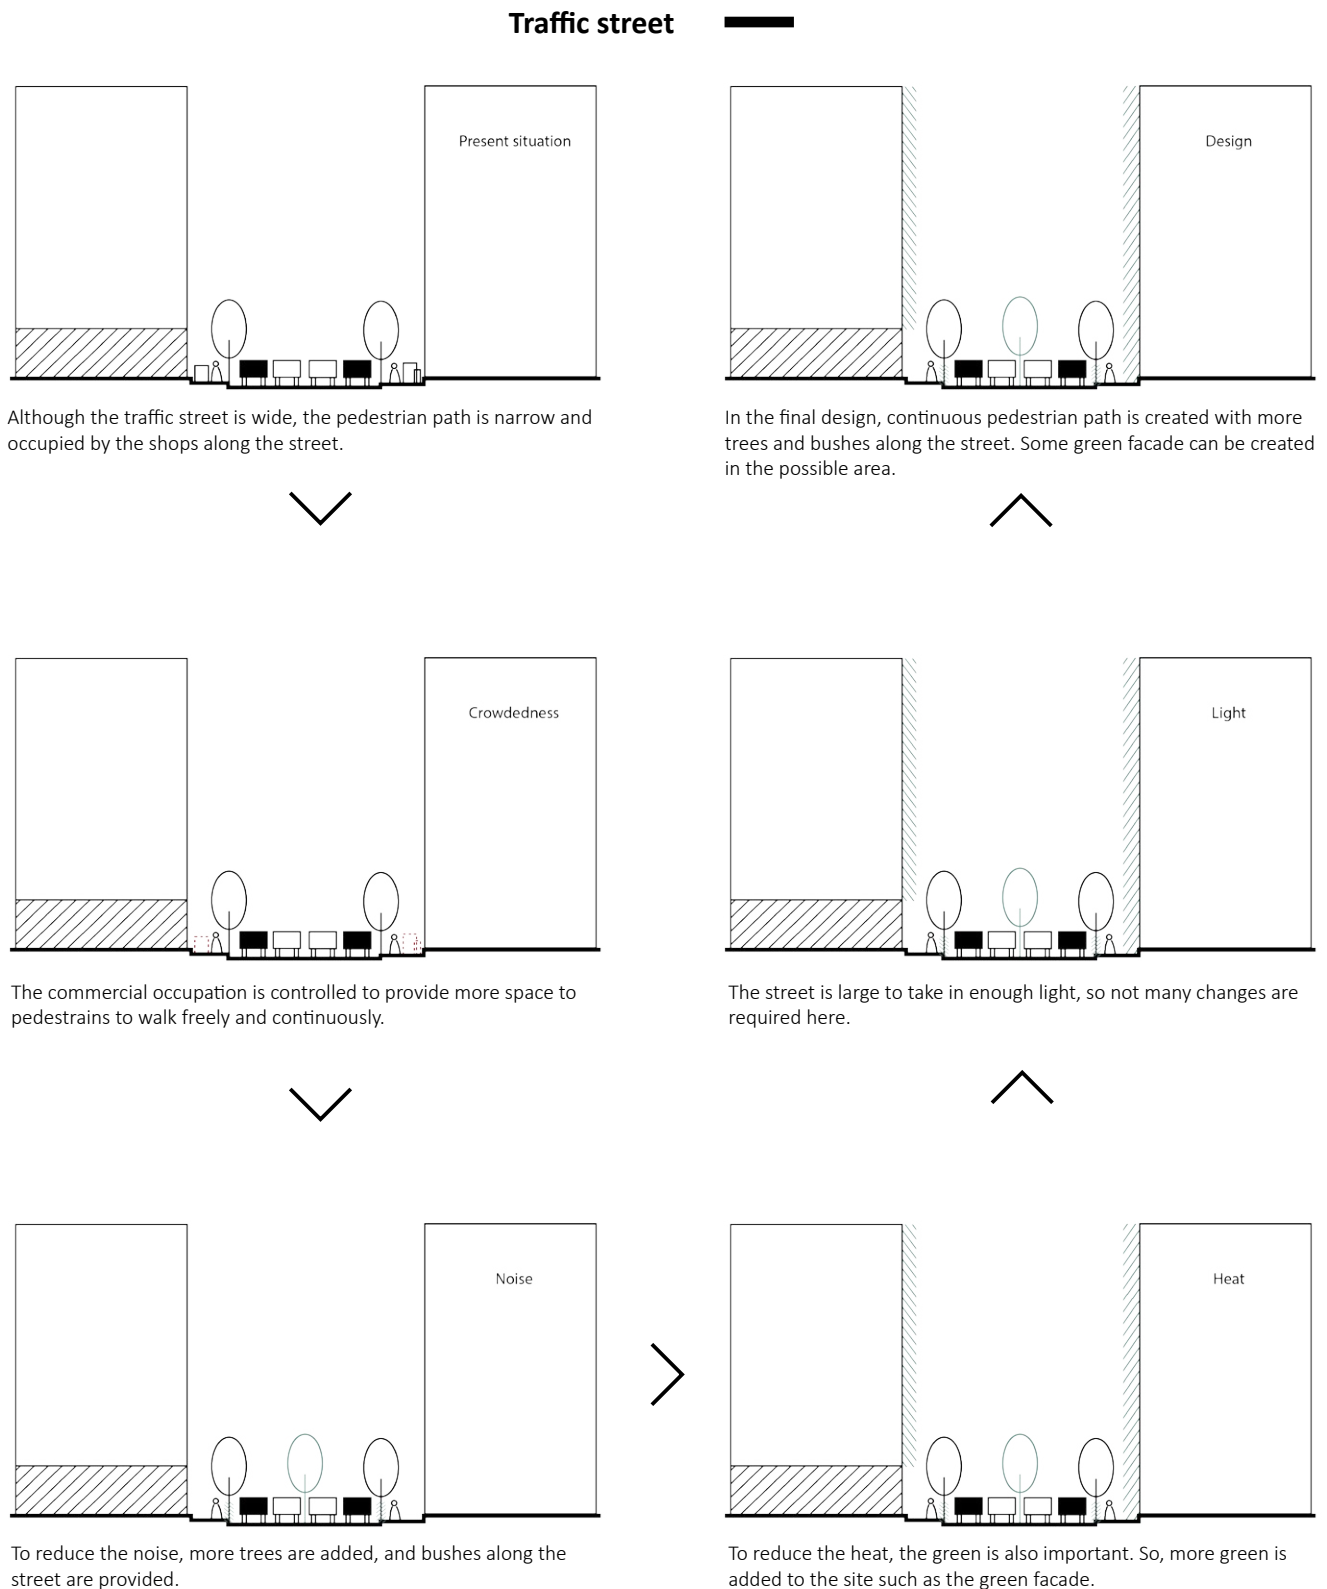 Traffic street
Present situation
Although the traffic street is wide, the pedestrian path is narrow and
occupied by the shops along the street.
Crowdedness
The commercial occupation is controlled to provide more space to
pedestrains to walk freely and continuously.
Noise
To reduce the noise, more trees are added, and bushes along the
street are provided.
Heat
To reduce the heat, the green is also important. So, more green is
added to the site such as the green facade.
Light
The street is large to take in enough light, so not many changes are
required here.
Design
In the final design, continuous pedestrian path is created with more
trees and bushes along the street. Some green facade can be created
in the possible area.